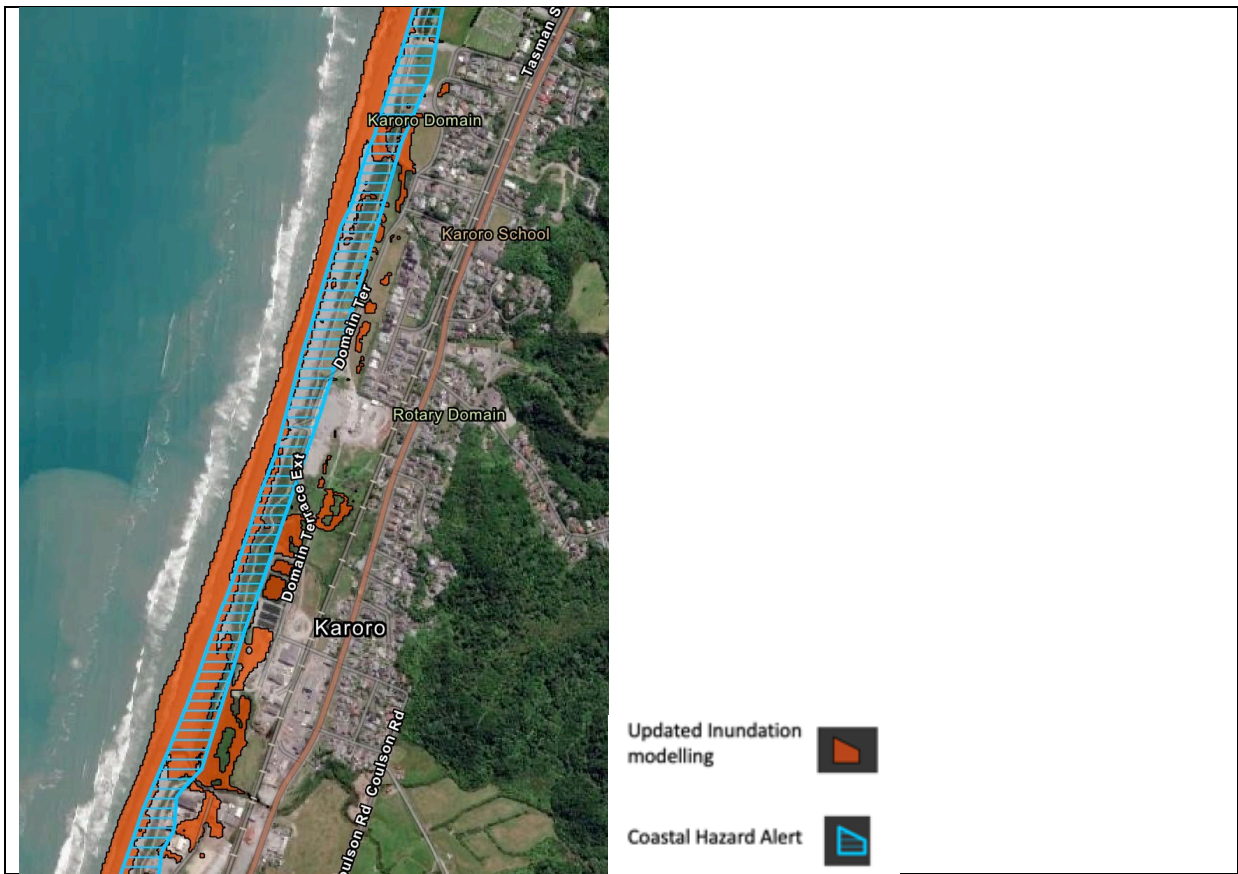 Tasman S
Karoro Domain
Karoro School
Domain Ter
Rotary Domain
Domain Terrace Ext
Karoro
Coulson Rd
oulson Rd
Updated Inundation
modelling
Coastal Hazard Alert